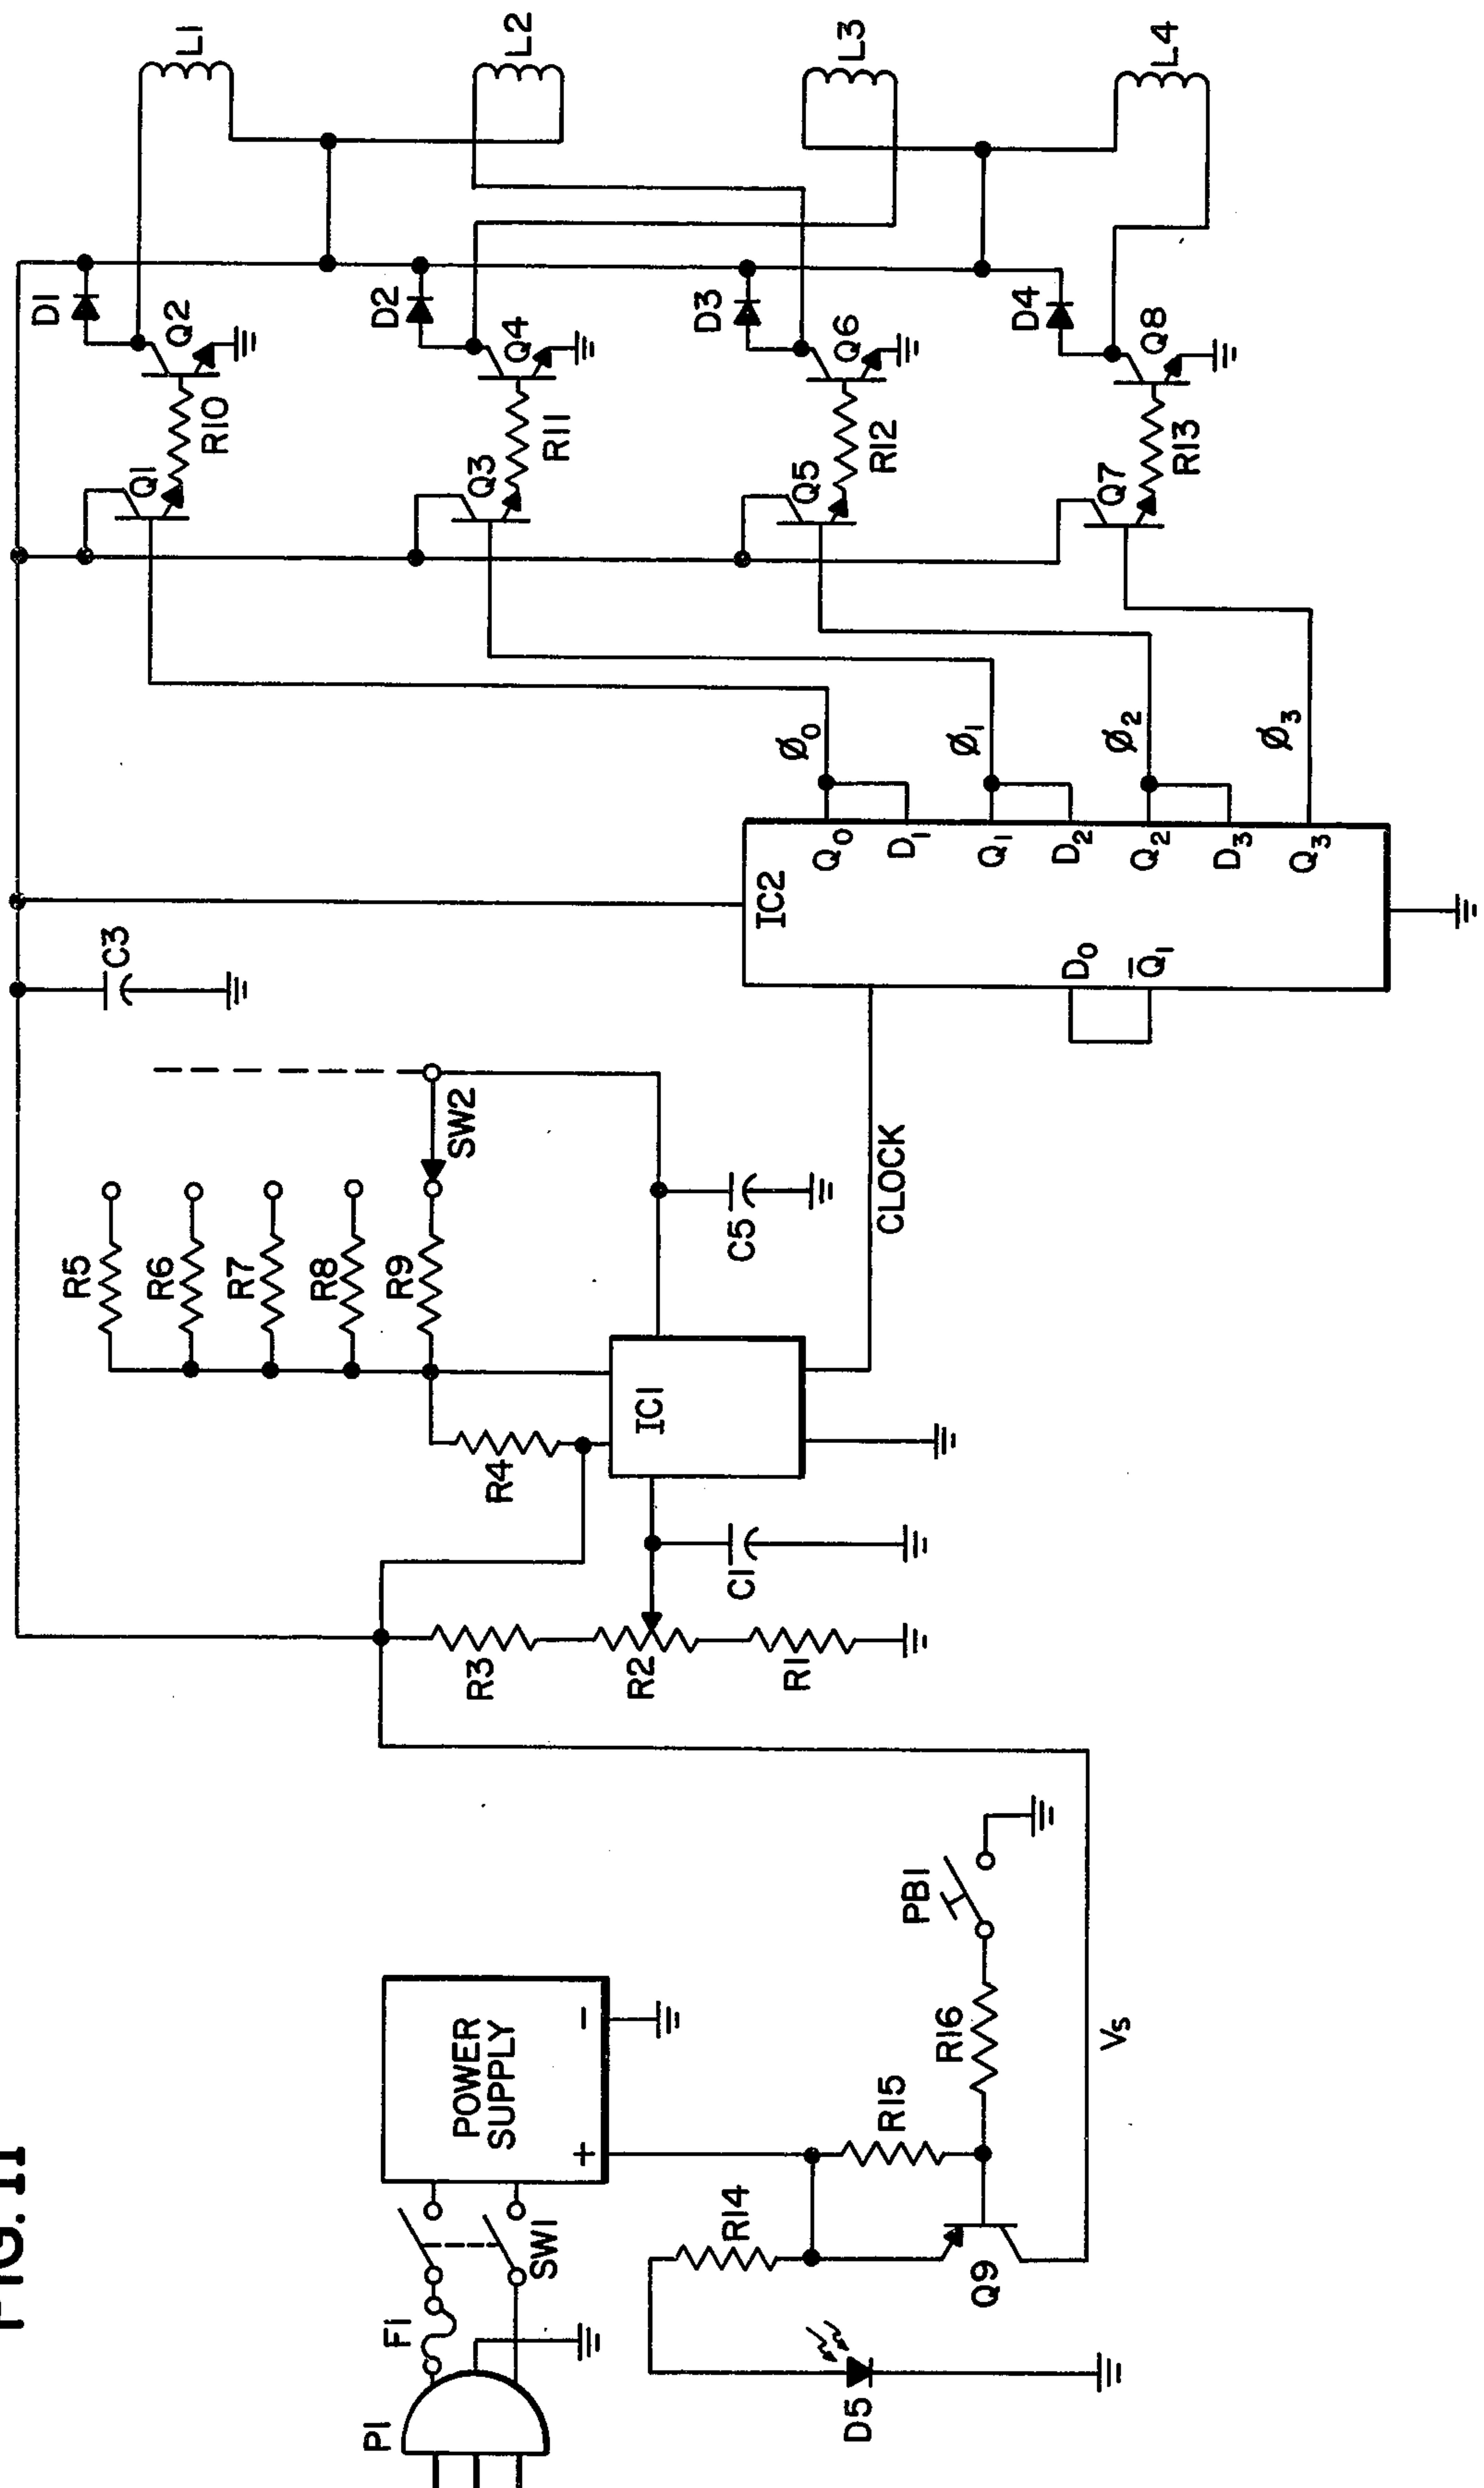 L1
L2
L3
L4
D1
D2
D3
D4
Q2
Q4
Q6
Q8
R10
R11
R12
R13
Q1
Q3
Q5
Q7
Ø0
Ø1
Ø2
Ø3
IC2
Q0
D1
Q1
D2
Q2
D3
Q3
D0
Q̅1
C3
SW2
R5
R6
R7
R8
R9
C5
CLOCK
IC1
R4
C1
R3
R2
R1
PB1
POWER
SUPPLY
+
−
R16
R15
Vs
R14
SW1
F1
Q9
P1
D5
FIG. 11